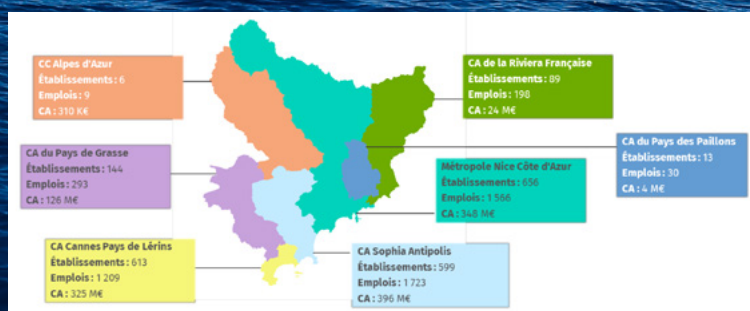 CC Alpes d'Azur
Établissements : 6
Emplois : 9
CA : 310 K€
CA de la Riviera Française
Établissements : 89
Emplois : 198
CA : 24 M€
CA du Pays des Paillons
Établissements : 13
Emplois : 30
CA : 4 M€
CA du Pays de Grasse
Établissements : 144
Emplois : 293
CA : 126 M€
Métropole Nice Côte d'Azur
Établissements : 656
Emplois : 1 566
CA : 348 M€
CA Cannes Pays de Lérins
Établissements : 613
Emplois : 1 209
CA : 325 M€
CA Sophia Antipolis
Établissements : 599
Emplois : 1 723
CA : 396 M€